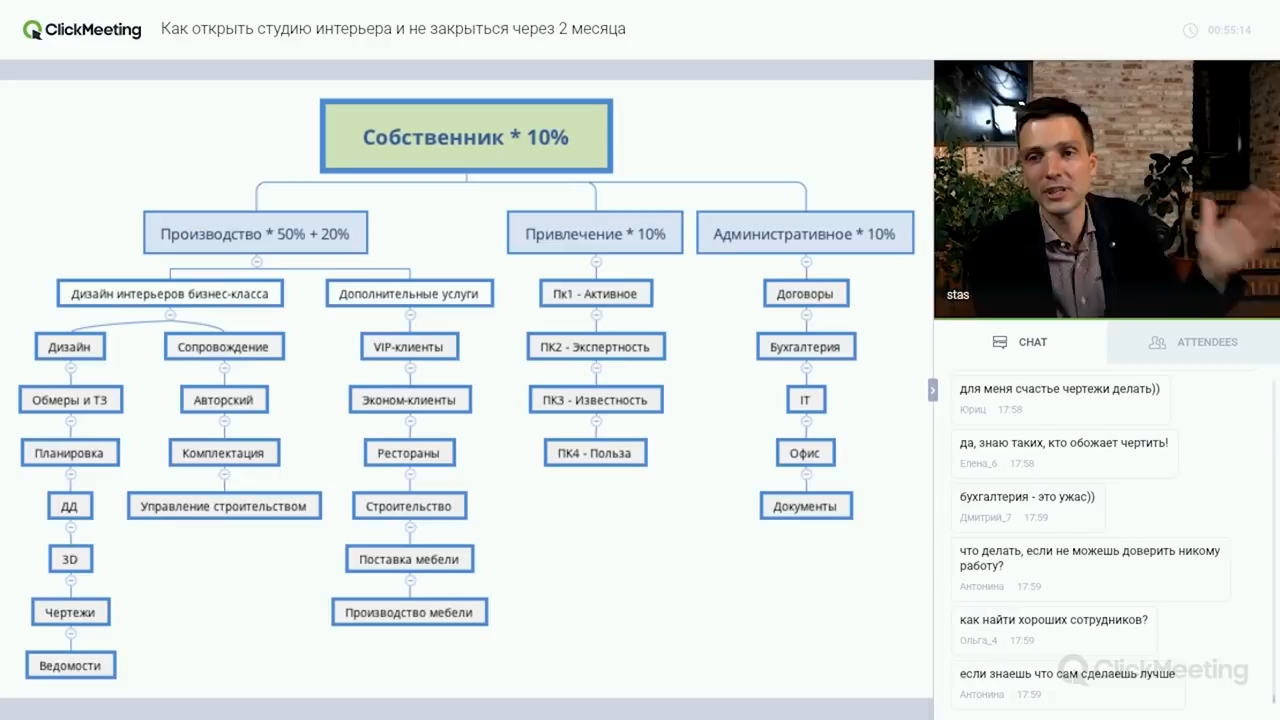 ClickMeeting
Как открыть студию интерьера и не закрыться через 2 месяца
00:55:14
Собственник * 10%
Производство * 50% + 20%
Привлечение * 10%
Административное * 10%
Дизайн интерьеров бизнес-класса
Дополнительные услуги
Пк1 - Активное
Договоры
Дизайн
Сопровождение
VIP-клиенты
ПК2 - Экспертность
Бухгалтерия
Обмеры и ТЗ
Авторский
Эконом-клиенты
ПК3 - Известность
IT
Планировка
Комплектация
Рестораны
ПК4 - Польза
Офис
ДД
Управление строительством
Строительство
Документы
3D
Поставка мебели
Чертежи
Производство мебели
Ведомости
stas
CHAT
ATTENDEES
для меня счастье чертежи делать))
Юриц 17:58
да, знаю таких, кто обожает чертить!
Елена_6 17:58
бухгалтерия - это ужас))
Дмитрий_7 17:59
что делать, если не можешь доверить никому
работу?
Антонина 17:59
как найти хороших сотрудников?
Ольга_4 17:59
если знаешь что сам сделаешь лучше
Антонина 17:59
ClickMeeting